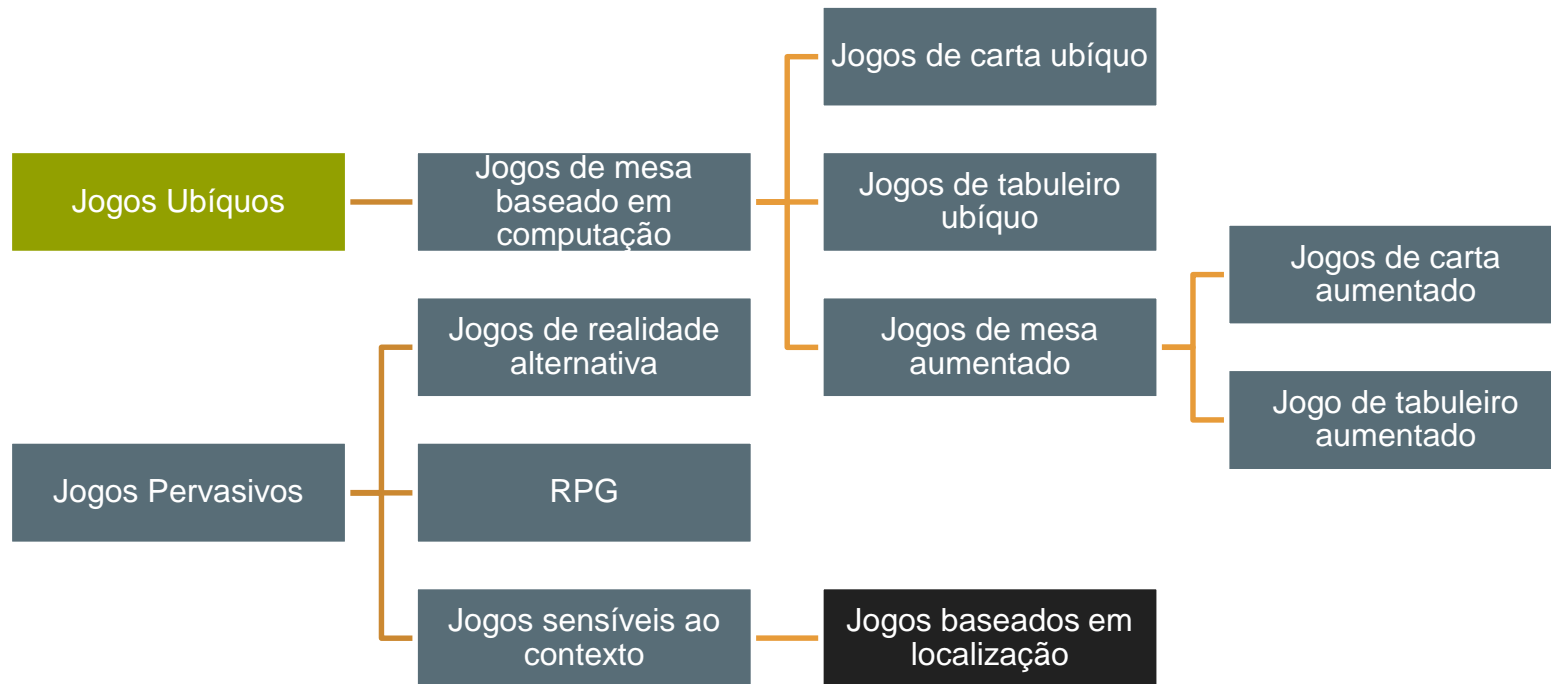 Jogos de carta ubíquo
Jogos Ubíquos
Jogos de mesa
baseado em
computação
Jogos de tabuleiro
ubíquo
Jogos de carta
aumentado
Jogos de realidade
alternativa
Jogos de mesa
aumentado
Jogo de tabuleiro
aumentado
Jogos Pervasivos
RPG
Jogos sensíveis ao
contexto
Jogos baseados em
localização